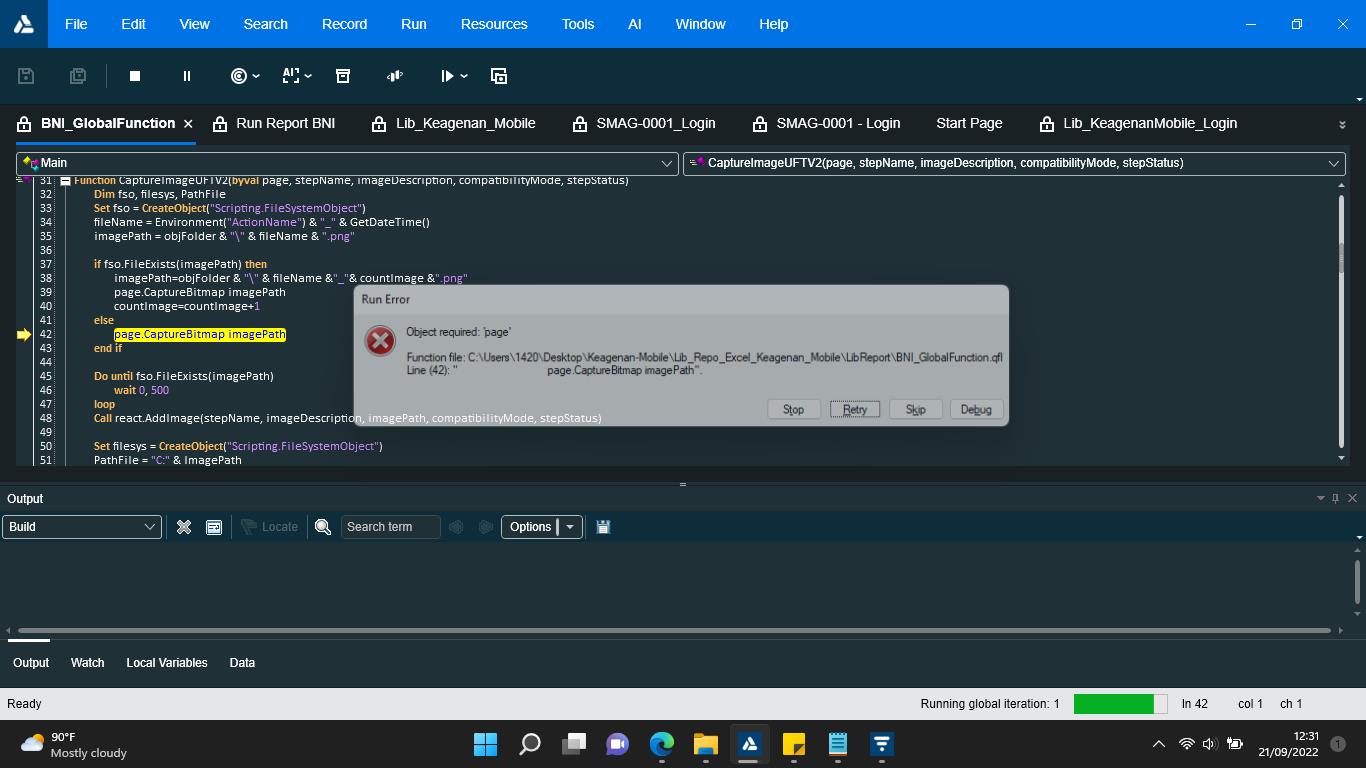 File Edit View Search Record Run Resources Tools AI Window Help
BNI_GlobalFunction Run Report BNI Lib_Keagenan_Mobile SMAG-0001_Login SMAG-0001 - Login Start Page Lib_KeagenanMobile_Login
Main CaptureImageUFTV2(page, stepName, imageDescription, compatibilityMode, stepStatus)
31 Function CaptureImageUFTV2(byval page, stepName, imageDescription, compatibilityMode, stepStatus)
32 Dim fso, filesys, PathFile
33 Set fso = CreateObject("Scripting.FileSystemObject")
34 fileName = Environment("ActionName") & "_" & GetDateTime()
35 imagePath = objFolder & "\" & fileName & ".png"
36
37 if fso.FileExists(imagePath) then
38 imagePath=objFolder & "\" & fileName &"_"& countImage &".png"
39 page.CaptureBitmap imagePath
40 countImage=countImage+1
41 else
42 page.CaptureBitmap imagePath
43 end if
44
45 Do until fso.FileExists(imagePath)
46 wait 0, 500
47 loop
48 Call react.AddImage(stepName, imageDescription, imagePath, compatibilityMode, stepStatus)
49
50 Set filesys = CreateObject("Scripting.FileSystemObject")
51 PathFile = "C:" & ImagePath
Run Error
Object required: 'page'
Function file: C:\Users\1420\Desktop\Keagenan-Mobile\Lib_Repo_Excel_Keagenan_Mobile\LibReport\BNI_GlobalFunction.qfl
Line (42): " page.CaptureBitmap imagePath".
Stop Retry Skip Debug
Output
Build Locate Search term Options
Output Watch Local Variables Data
Ready Running global iteration: 1 ln 42 col 1 ch 1
90°F
Mostly cloudy
12:31
21/09/2022
1